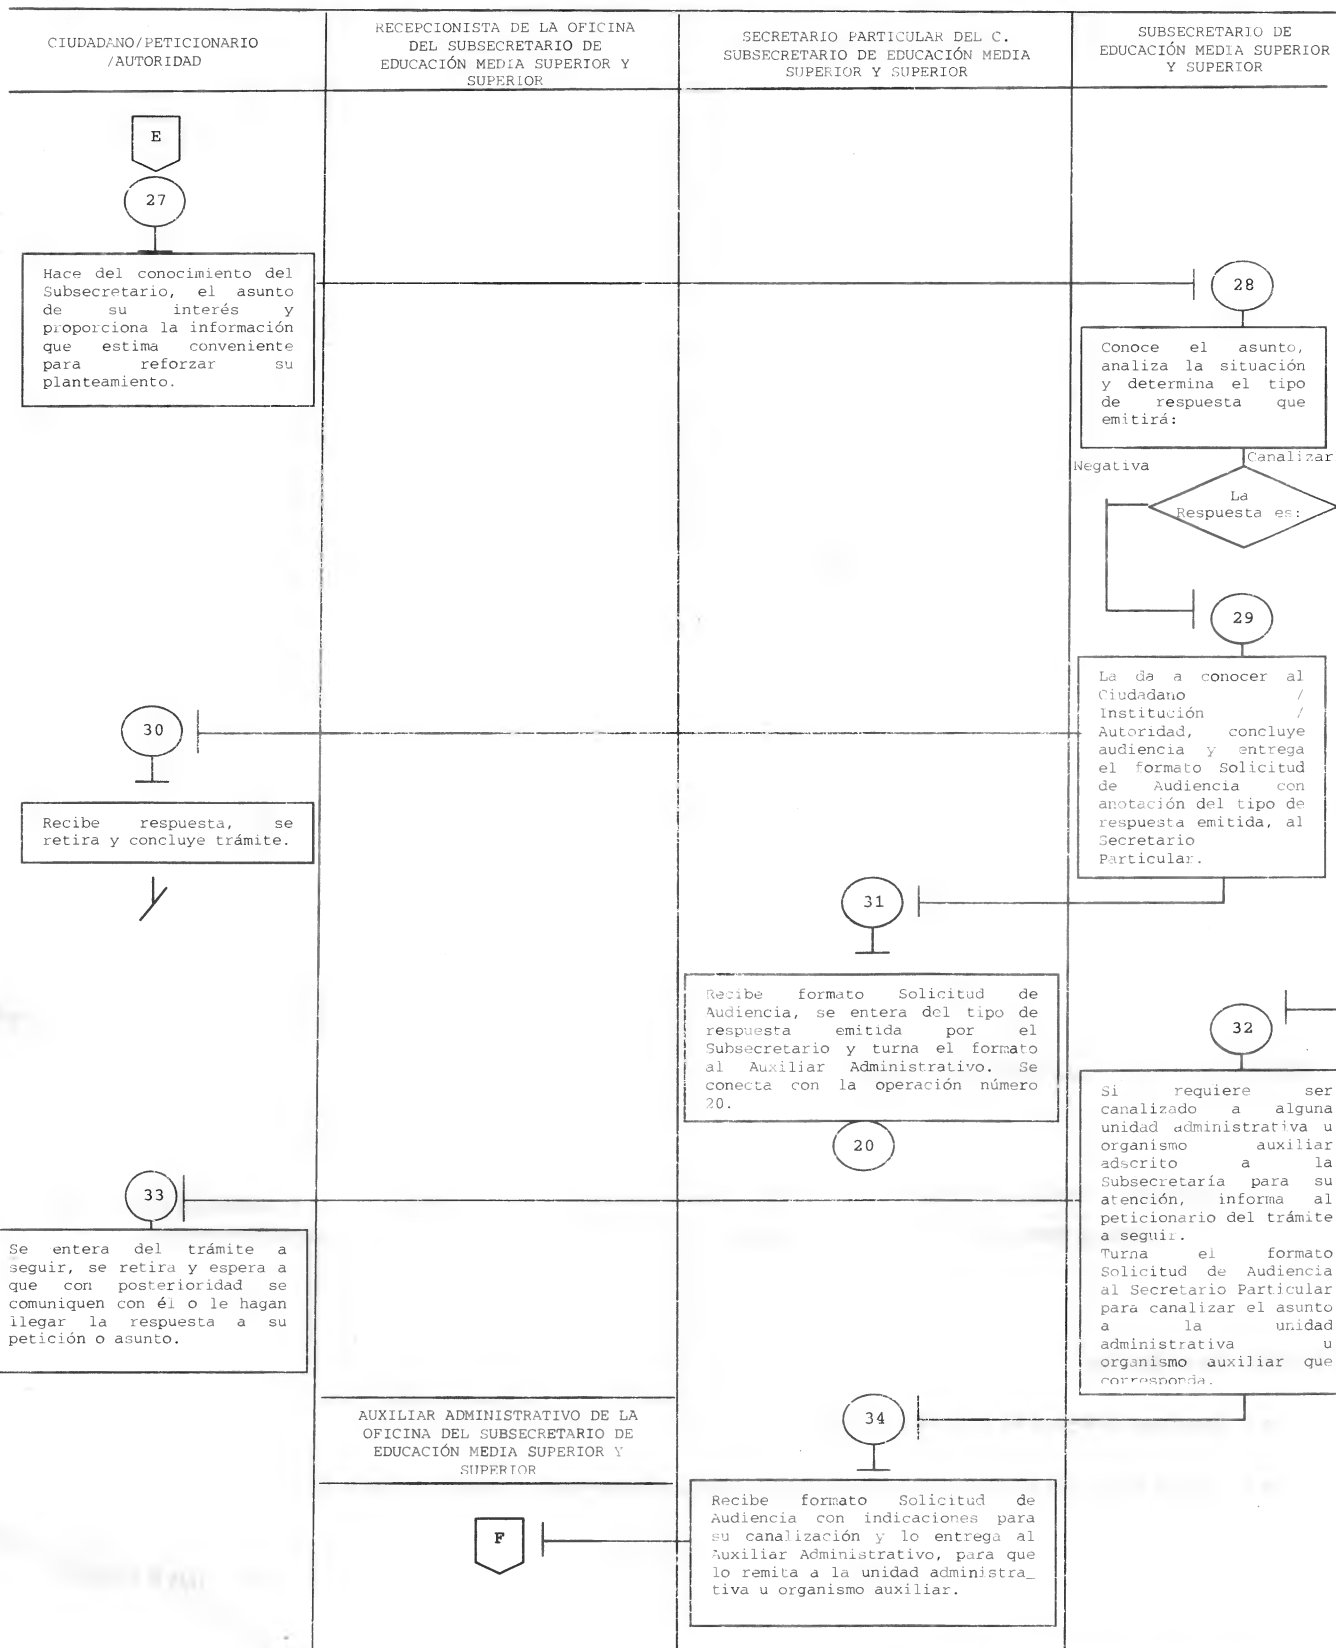 CIUDADANO/PETICIONARIO
/AUTORIDAD
RECEPCIONISTA DE LA OFICINA
DEL SUBSECRETARIO DE
EDUCACIÓN MEDIA SUPERIOR Y
SUPERIOR
SECRETARIO PARTICULAR DEL C.
SUBSECRETARIO DE EDUCACIÓN MEDIA
SUPERIOR Y SUPERIOR
SUBSECRETARIO DE
EDUCACIÓN MEDIA SUPERIOR
Y SUPERIOR
E
27
Hace del conocimiento del
Subsecretario, el asunto
de su interés y
proporciona la información
que estima conveniente
para reforzar su
planteamiento.
28
Conoce el asunto,
analiza la situación
y determina el tipo
de respuesta que
emitirá:
Negativa
Canalizar
La
Respuesta es:
29
La da a conocer al
Ciudadano /
Institución /
Autoridad, concluye
audiencia y entrega
el formato Solicitud
de Audiencia con
anotación del tipo de
respuesta emitida, al
Secretario
Particular.
30
Recibe respuesta, se
retira y concluye trámite.
31
Recibe formato Solicitud de
Audiencia, se entera del tipo de
respuesta emitida por el
Subsecretario y turna el formato
al Auxiliar Administrativo. Se
conecta con la operación número
20.
20
32
Si requiere ser
canalizado a alguna
unidad administrativa u
organismo auxiliar
adscrito a la
Subsecretaría para su
atención, informa al
peticionario del trámite
a seguir.
Turna el formato
Solicitud de Audiencia
al Secretario Particular
para canalizar el asunto
a la unidad
administrativa u
organismo auxiliar que
corresponda.
33
Se entera del trámite a
seguir, se retira y espera a
que con posterioridad se
comuniquen con él o le hagan
llegar la respuesta a su
petición o asunto.
AUXILIAR ADMINISTRATIVO DE LA
OFICINA DEL SUBSECRETARIO DE
EDUCACIÓN MEDIA SUPERIOR Y
SUPERIOR
34
Recibe formato Solicitud de
Audiencia con indicaciones para
su canalización y lo entrega al
Auxiliar Administrativo, para que
lo remita a la unidad administra_
tiva u organismo auxiliar.
F